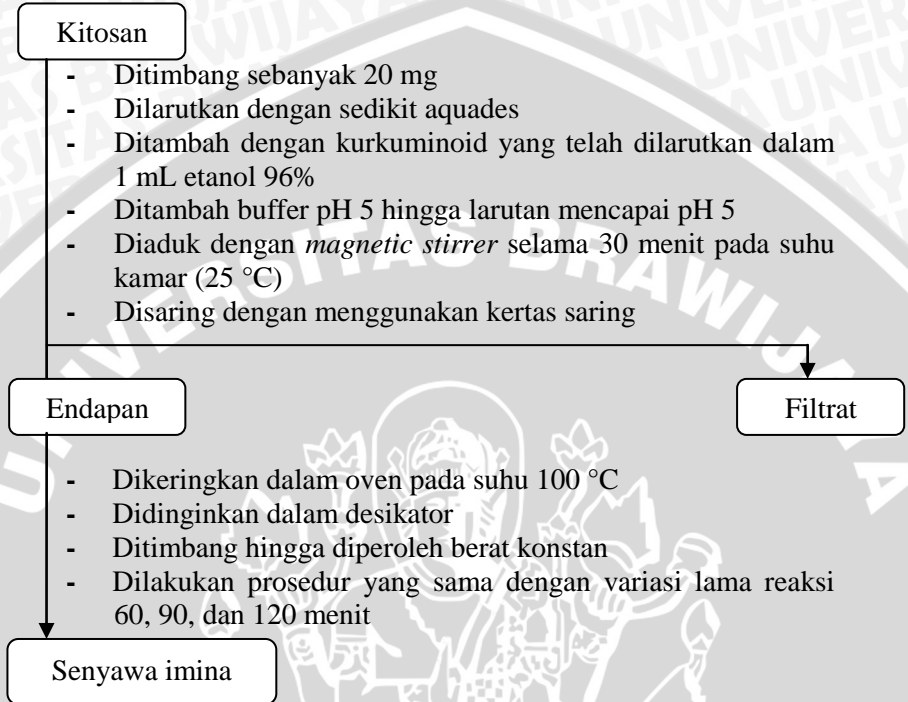 Kitosan
- Ditimbang sebanyak 20 mg
- Dilarutkan dengan sedikit aquades
- Ditambah dengan kurkuminoid yang telah dilarutkan dalam
1 mL etanol 96%
- Ditambah buffer pH 5 hingga larutan mencapai pH 5
- Diaduk dengan magnetic stirrer selama 30 menit pada suhu
kamar (25 °C)
- Disaring dengan menggunakan kertas saring
Endapan
Filtrat
- Dikeringkan dalam oven pada suhu 100 °C
- Didinginkan dalam desikator
- Ditimbang hingga diperoleh berat konstan
- Dilakukan prosedur yang sama dengan variasi lama reaksi
60, 90, dan 120 menit
Senyawa imina
UNIVERSITAS BRAWIJAYA